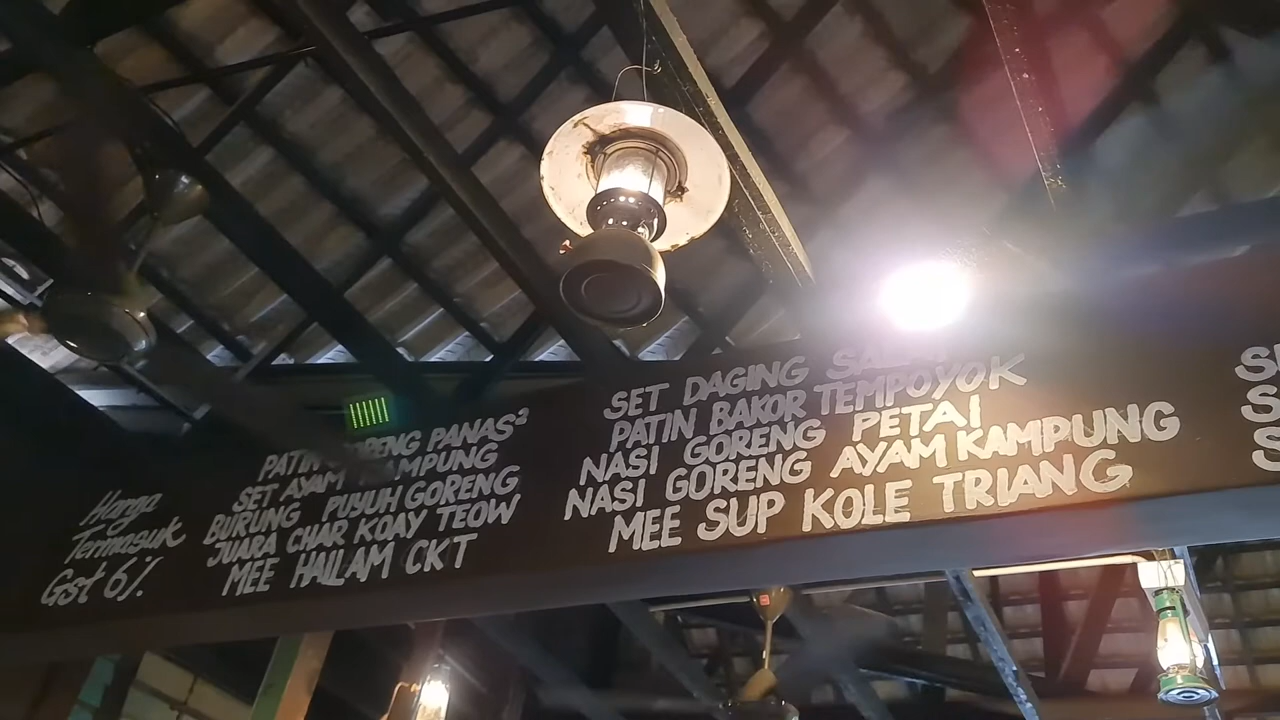 Harga
Termasuk
Gst 6%
PATIN GORENG PANAS²
SET AYAM KAMPUNG
BURUNG PUYUH GORENG
JUARA CHAR KOAY TEOW
MEE HAILAM CKT
SET DAGING
PATIN BAKOR TEMPOYOK
NASI GORENG PETAI
NASI GORENG AYAM KAMPUNG
MEE SUP KOLE TRIANG